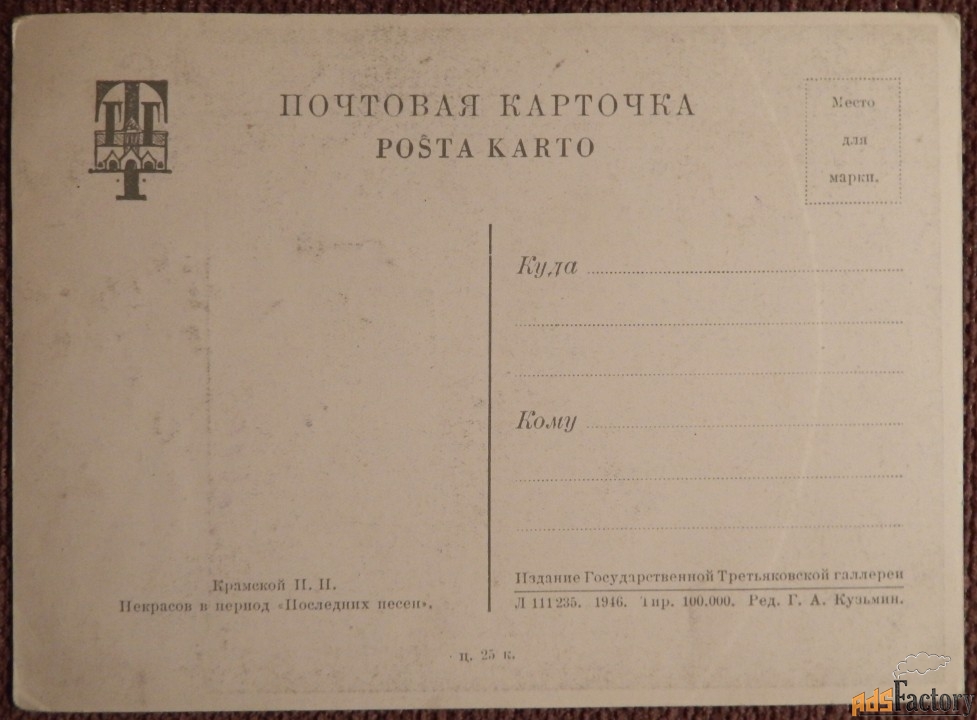 ПОЧТОВАЯ КАРТОЧКА
POŜTA KARTO
Место
для
марки.
Куда
Кому
Крамской И. Н.
Некрасов в период «Последних песен».
Издание Государственной Третьяковской галлереи
Л 111235. 1946. Тир. 100.000. Ред. Г. А. Кузьмин.
ц. 25 к.
AdsFactory